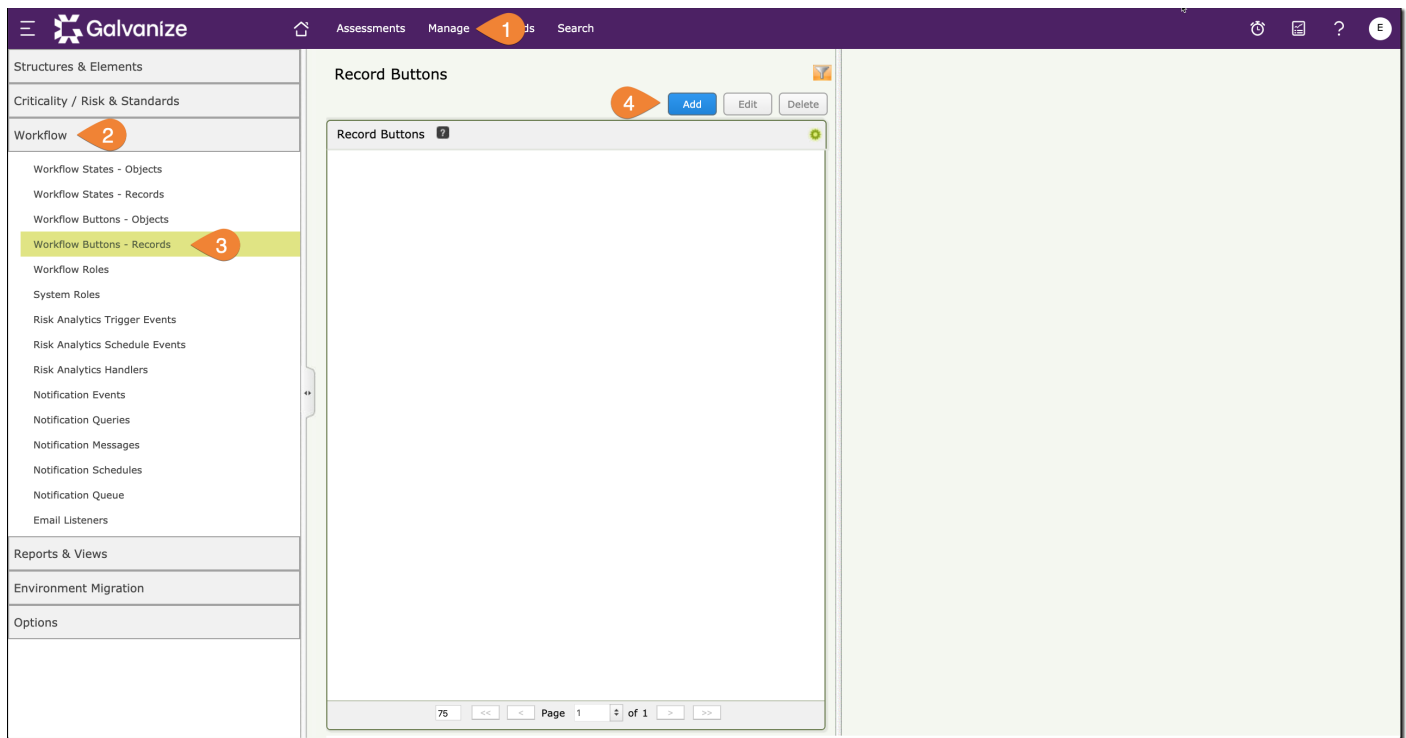 Galvanize
Assessments Manage 1 ds Search ? E
Structures & Elements
Criticality / Risk & Standards
Workflow 2
Workflow States - Objects
Workflow States - Records
Workflow Buttons - Objects
Workflow Buttons - Records 3
Workflow Roles
System Roles
Risk Analytics Trigger Events
Risk Analytics Schedule Events
Risk Analytics Handlers
Notification Events
Notification Queries
Notification Messages
Notification Schedules
Notification Queue
Email Listeners
Reports & Views
Environment Migration
Options
Record Buttons
4 Add Edit Delete
Record Buttons ?
75 << < Page 1 of 1 > >>